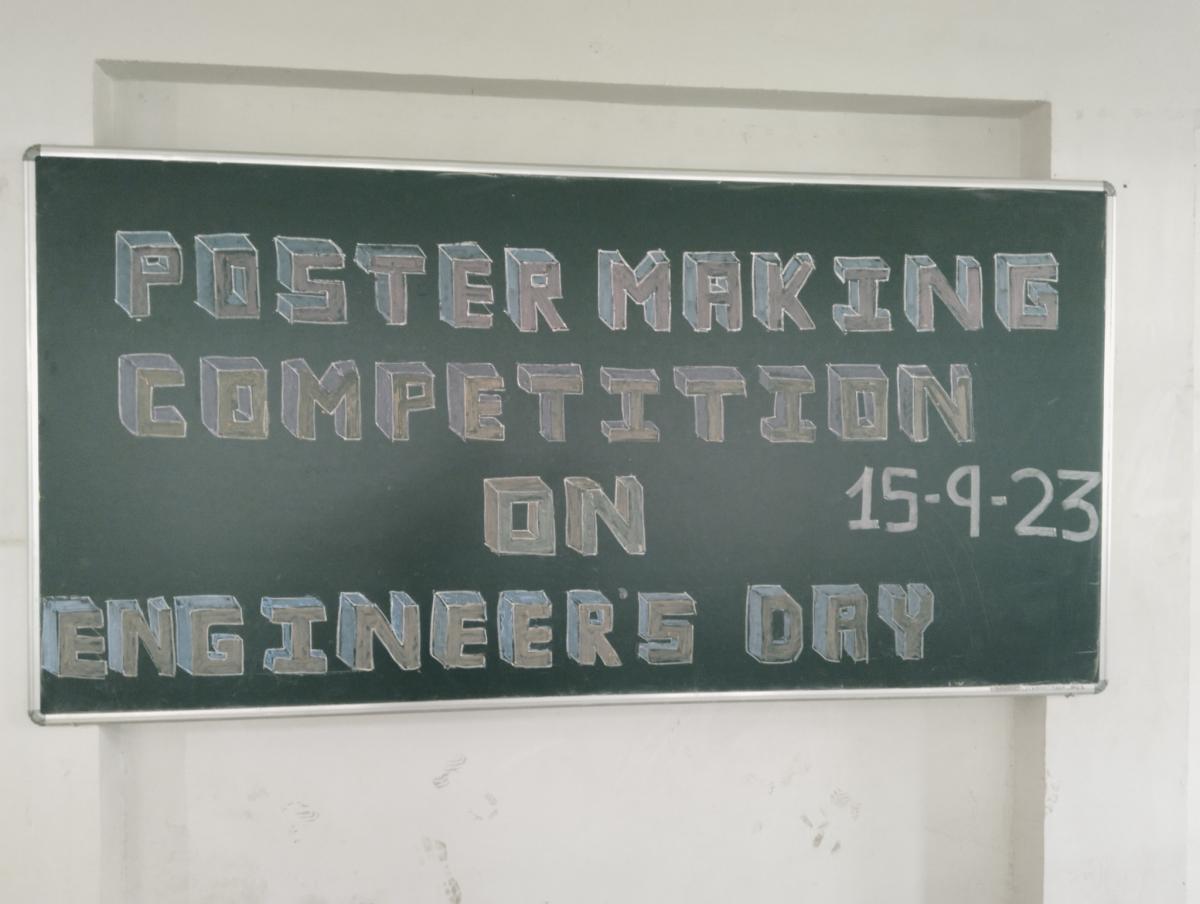 POSTER MAKING
COMPETITION
ON
15-9-23
ENGINEER'S DAY